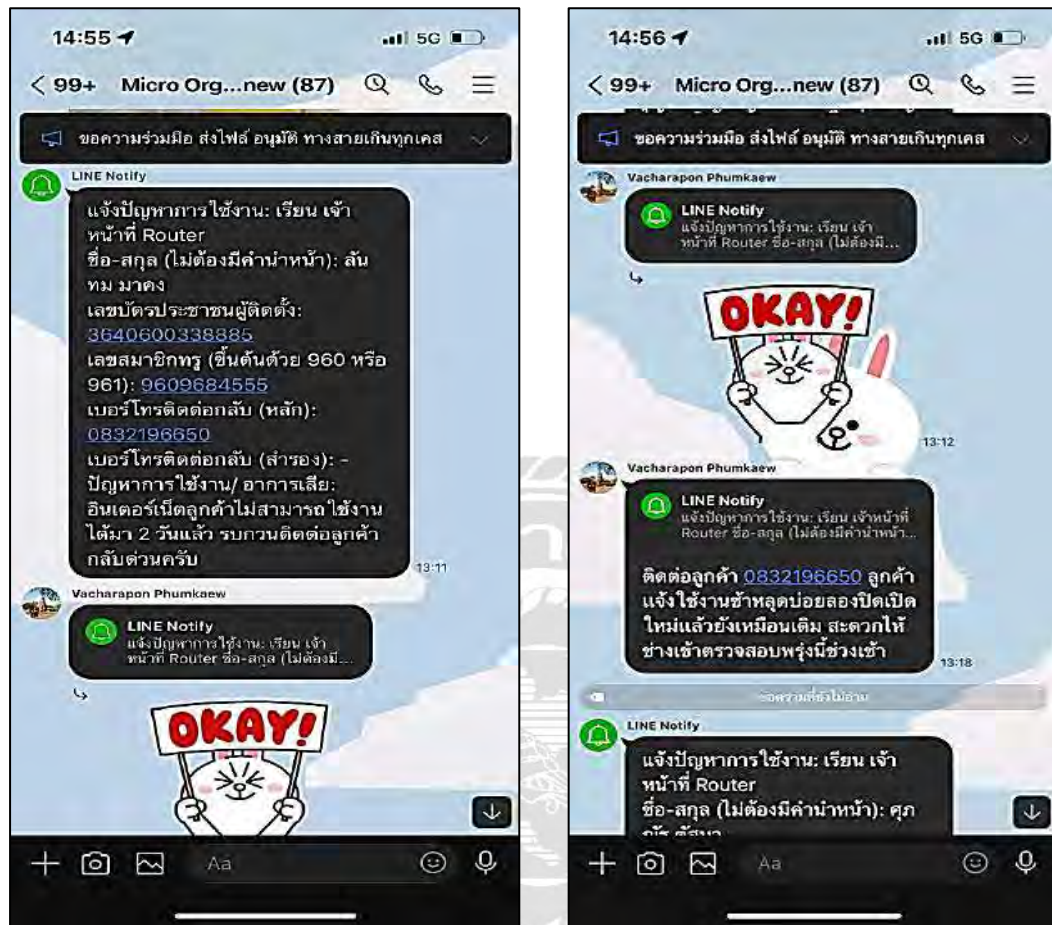 14:55
5G
99+ Micro Org...new (87)
ขอความร่วมมือ ส่งไฟล์ อนุมัติ ทางสายเกินทุกเคส
LINE Notify
แจ้งปัญหาการใช้งาน: เรียน เจ้า
หน้าที่ Router
ชื่อ-สกุล (ไม่ต้องมีคำนำหน้า): ลัน
ทม มาคง
เลขบัตรประชาชนผู้ติดตั้ง:
3640600338885
เลขสมาชิกทรู (ขึ้นต้นด้วย 960 หรือ
961): 9609684555
เบอร์โทรติดต่อกลับ (หลัก):
0832196650
เบอร์โทรติดต่อกลับ (สำรอง): -
ปัญหาการใช้งาน/ อาการเสีย:
อินเตอร์เน็ตลูกค้าไม่สามารถใช้งาน
ได้มา 2 วันแล้ว รบกวนติดต่อลูกค้า
กลับด่วนครับ
13:11
Vacharapon Phumkaew
LINE Notify
แจ้งปัญหาการใช้งาน: เรียน เจ้า
หน้าที่ Router ชื่อ-สกุล (ไม่ต้องมี...
OKAY!
Aa
14:56
5G
99+ Micro Org...new (87)
ขอความร่วมมือ ส่งไฟล์ อนุมัติ ทางสายเกินทุกเคส
Vacharapon Phumkaew
LINE Notify
แจ้งปัญหาการใช้งาน: เรียน เจ้า
หน้าที่ Router ชื่อ-สกุล (ไม่ต้องมี...
OKAY!
13:12
Vacharapon Phumkaew
LINE Notify
แจ้งปัญหาการใช้งาน: เรียน เจ้าหน้าที่
Router ชื่อ-สกุล (ไม่ต้องมีคำนำหน้า...
ติดต่อลูกค้า 0832196650 ลูกค้า
แจ้งใช้งานช้าหลุดบ่อยลองปิดเปิด
ใหม่แล้วยังเหมือนเดิม สะดวกให้
ช่างเข้าตรวจสอบพรุ่งนี้ช่วงเช้า
13:18
ข้อความที่ยังไม่อ่าน
LINE Notify
แจ้งปัญหาการใช้งาน: เรียน เจ้า
หน้าที่ Router
ชื่อ-สกุล (ไม่ต้องมีคำนำหน้า): ศุภ
Aa